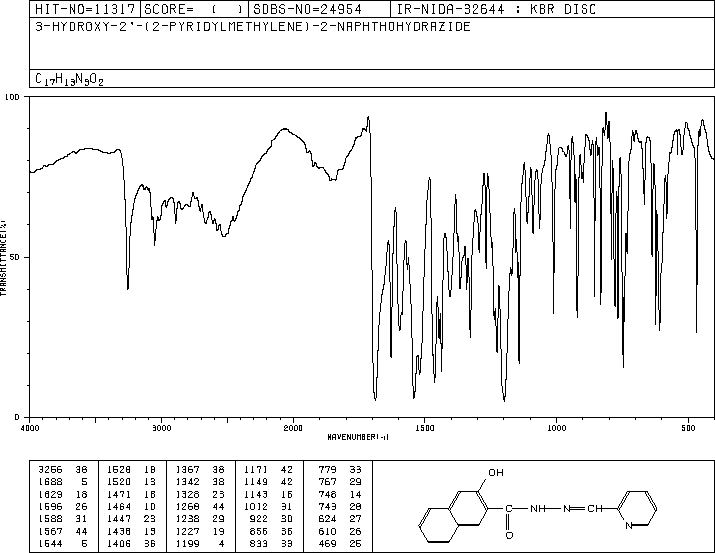 HIT-NO=11317 SCORE= ( ) SDBS-NO=24954 IR-NIDA-32644 : KBR DISC
3-HYDROXY-2'-(2-PYRIDYLMETHYLENE)-2-NAPHTHOHYDRAZIDE
C17H13N3O2
100
50
0
TRANSMITTANCE(%)
4000 3000 2000 1500 1000 500
WAVENUMBER(-1)
3256 38 1528 18 1367 38 1171 42 779 33
1688 5 1520 13 1342 38 1149 42 767 29
1629 18 1471 16 1328 23 1143 16 748 14
1596 26 1464 10 1268 44 1012 31 743 28
1588 31 1447 23 1238 29 922 30 624 27
1567 44 1438 19 1227 19 856 36 610 26
1544 5 1406 36 1199 4 833 33 469 25
OH
C NH N CH
O
N